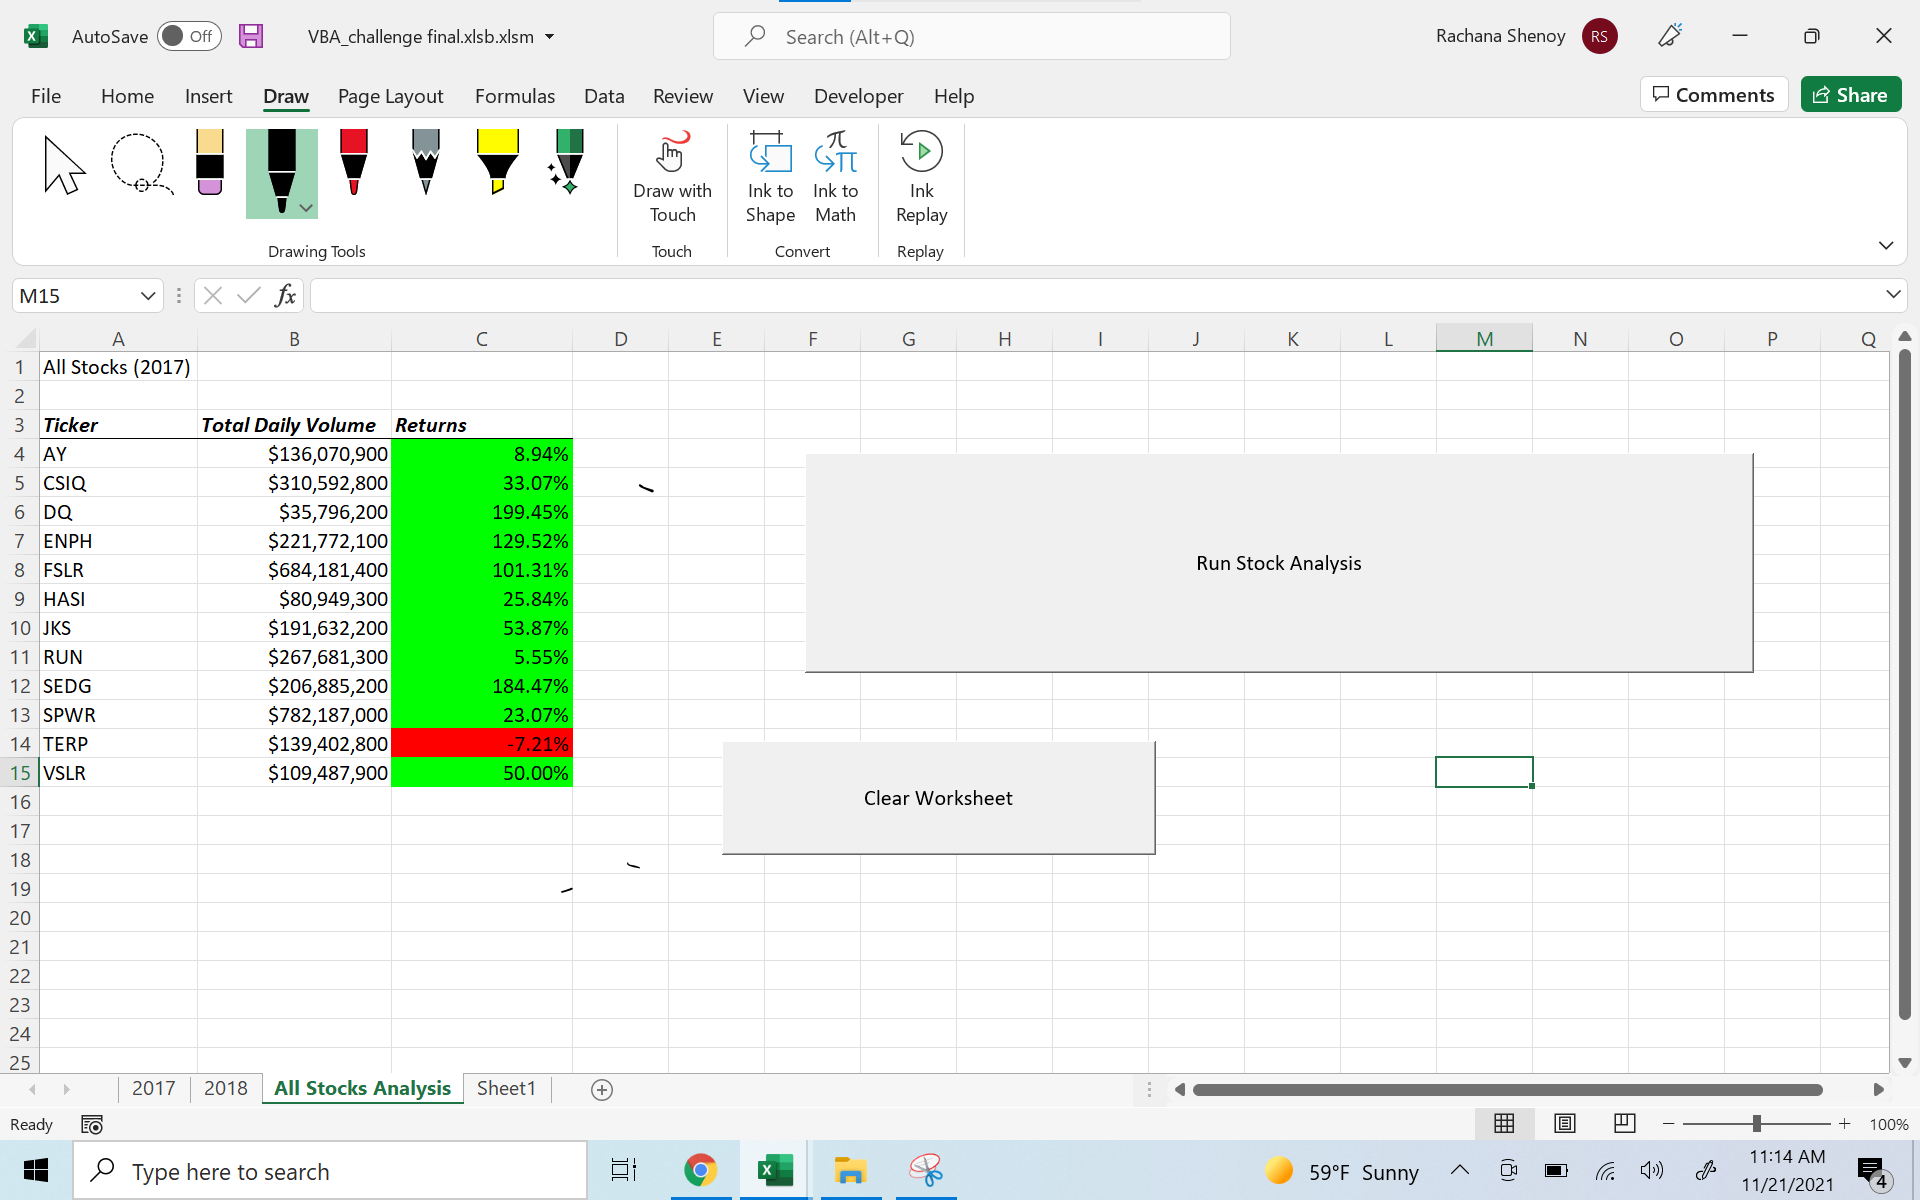 AutoSave Off VBA_challenge final.xlsb.xlsm Search (Alt+Q) Rachana Shenoy RS
File Home Insert Draw Page Layout Formulas Data Review View Developer Help Comments Share
Draw with Touch
Ink to Shape
Ink to Math
Ink Replay
Drawing Tools Touch Convert Replay
M15 fx
A B C D E F G H I J K L M N O P Q
1 All Stocks (2017)
2
3 Ticker Total Daily Volume Returns
4 AY $136,070,900 8.94%
5 CSIQ $310,592,800 33.07%
6 DQ $35,796,200 199.45%
7 ENPH $221,772,100 129.52%
8 FSLR $684,181,400 101.31%
9 HASI $80,949,300 25.84%
10 JKS $191,632,200 53.87%
11 RUN $267,681,300 5.55%
12 SEDG $206,885,200 184.47%
13 SPWR $782,187,000 23.07%
14 TERP $139,402,800 -7.21%
15 VSLR $109,487,900 50.00%
16
17
18
19
20
21
22
23
24
25
Run Stock Analysis
Clear Worksheet
2017 2018 All Stocks Analysis Sheet1
Ready 100%
Type here to search 59°F Sunny 11:14 AM
11/21/2021 4